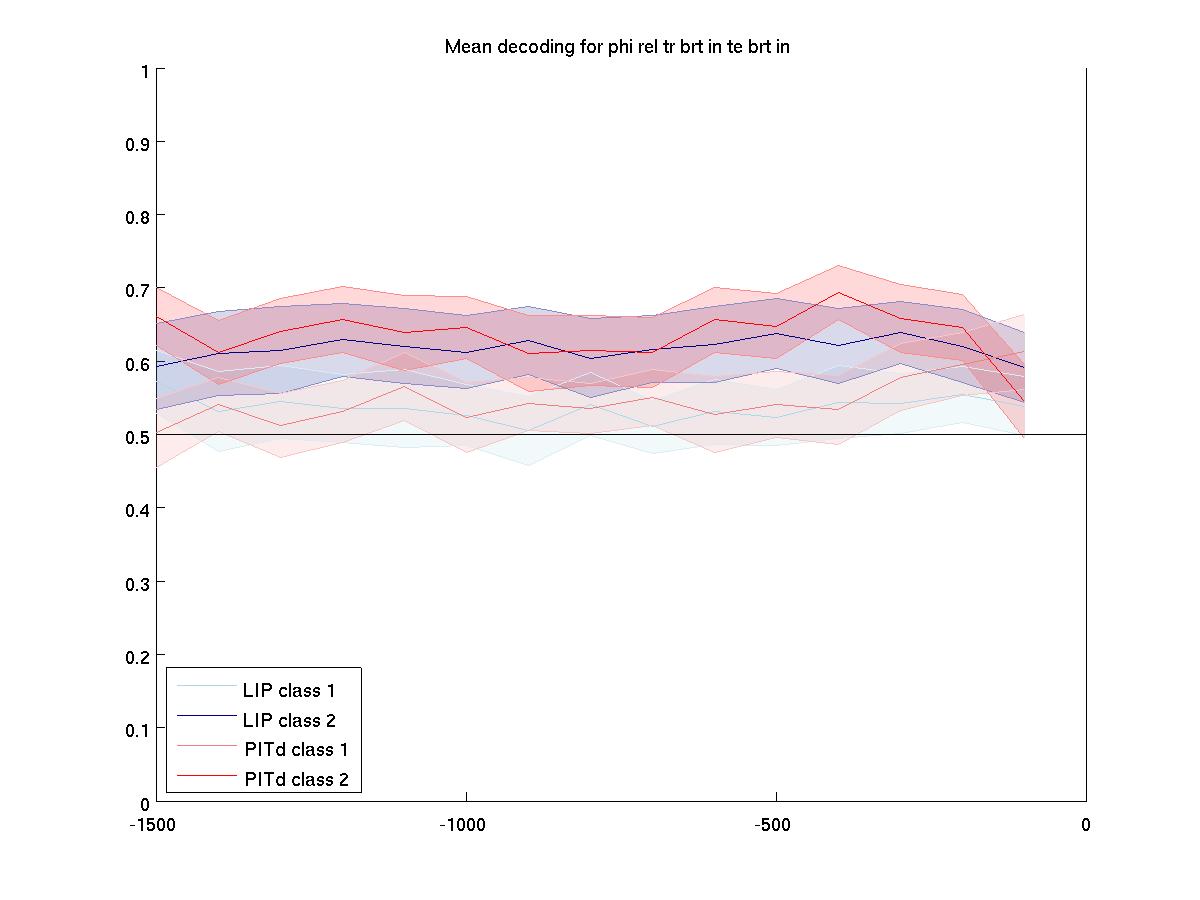 Mean decoding for phi rel tr brt in te brt in
1
0.9
0.8
0.7
0.6
0.5
0.4
0.3
0.2
0.1
0
LIP class 1
LIP class 2
PITd class 1
PITd class 2
-1500 -1000 -500 0